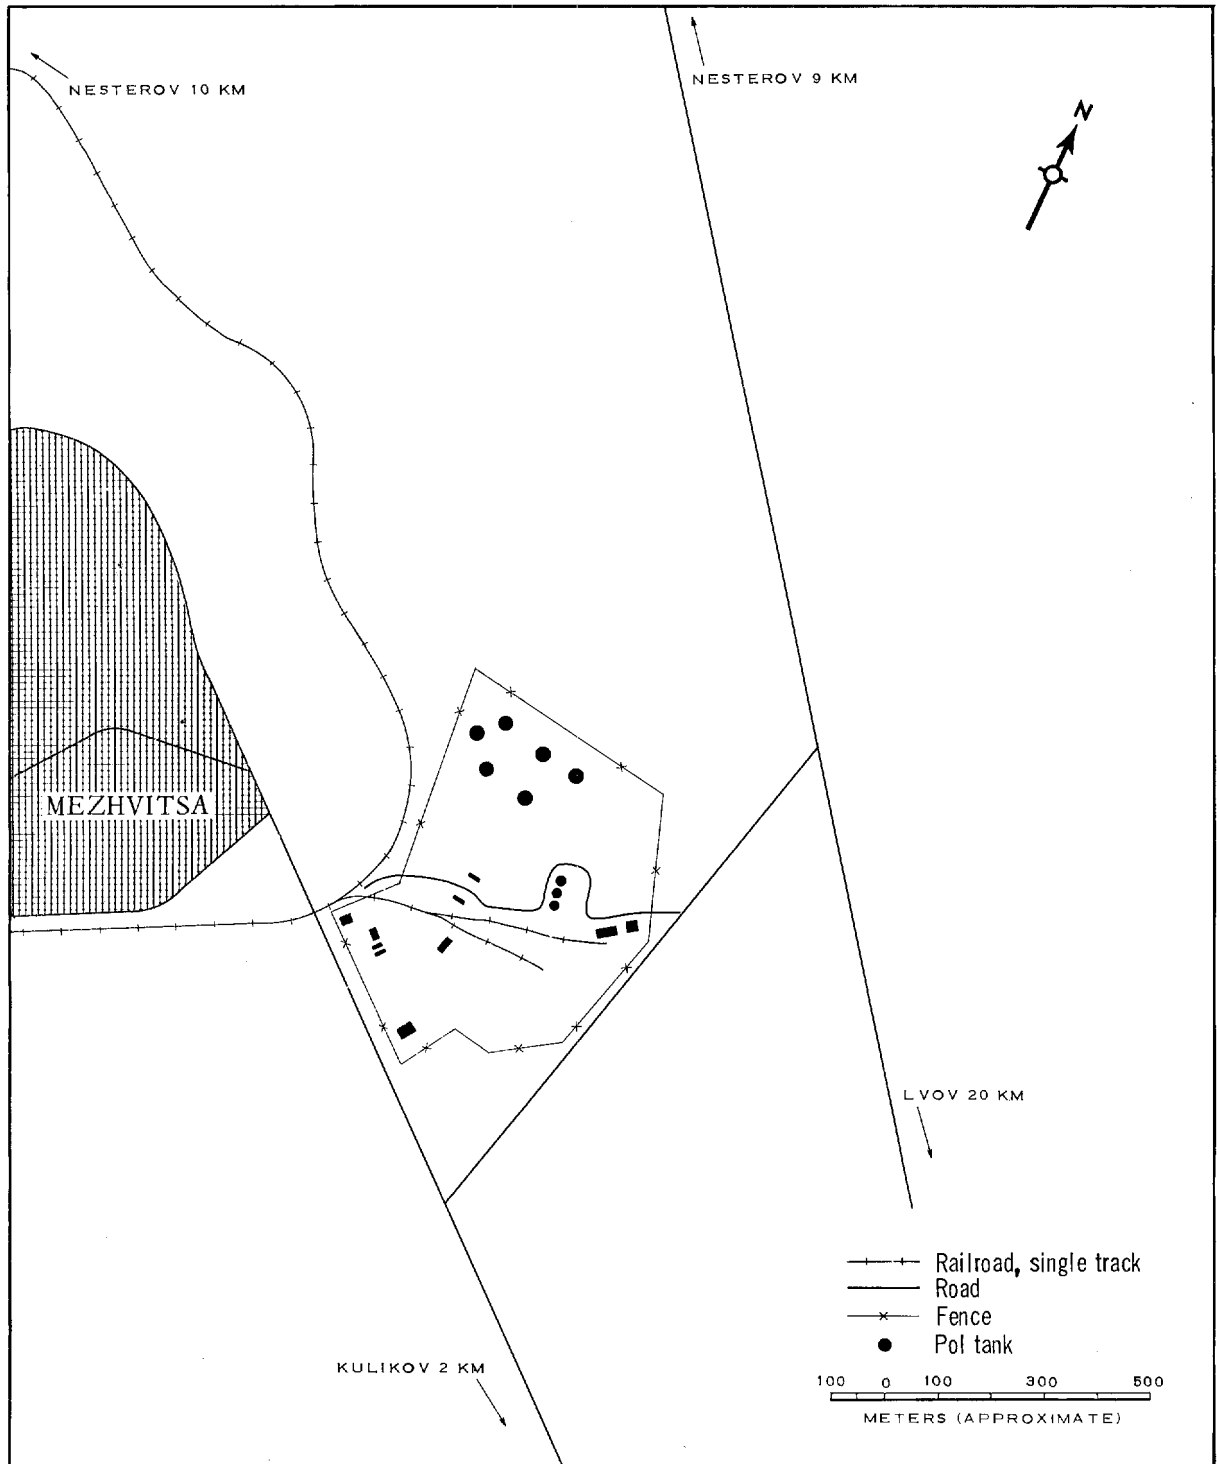 NESTEROV 10 KM
NESTEROV 9 KM
N
MEZHVITSA
LVOV 20 KM
Railroad, single track
Road
Fence
Pol tank
KULIKOV 2 KM
100 0 100 300 500
METERS (APPROXIMATE)